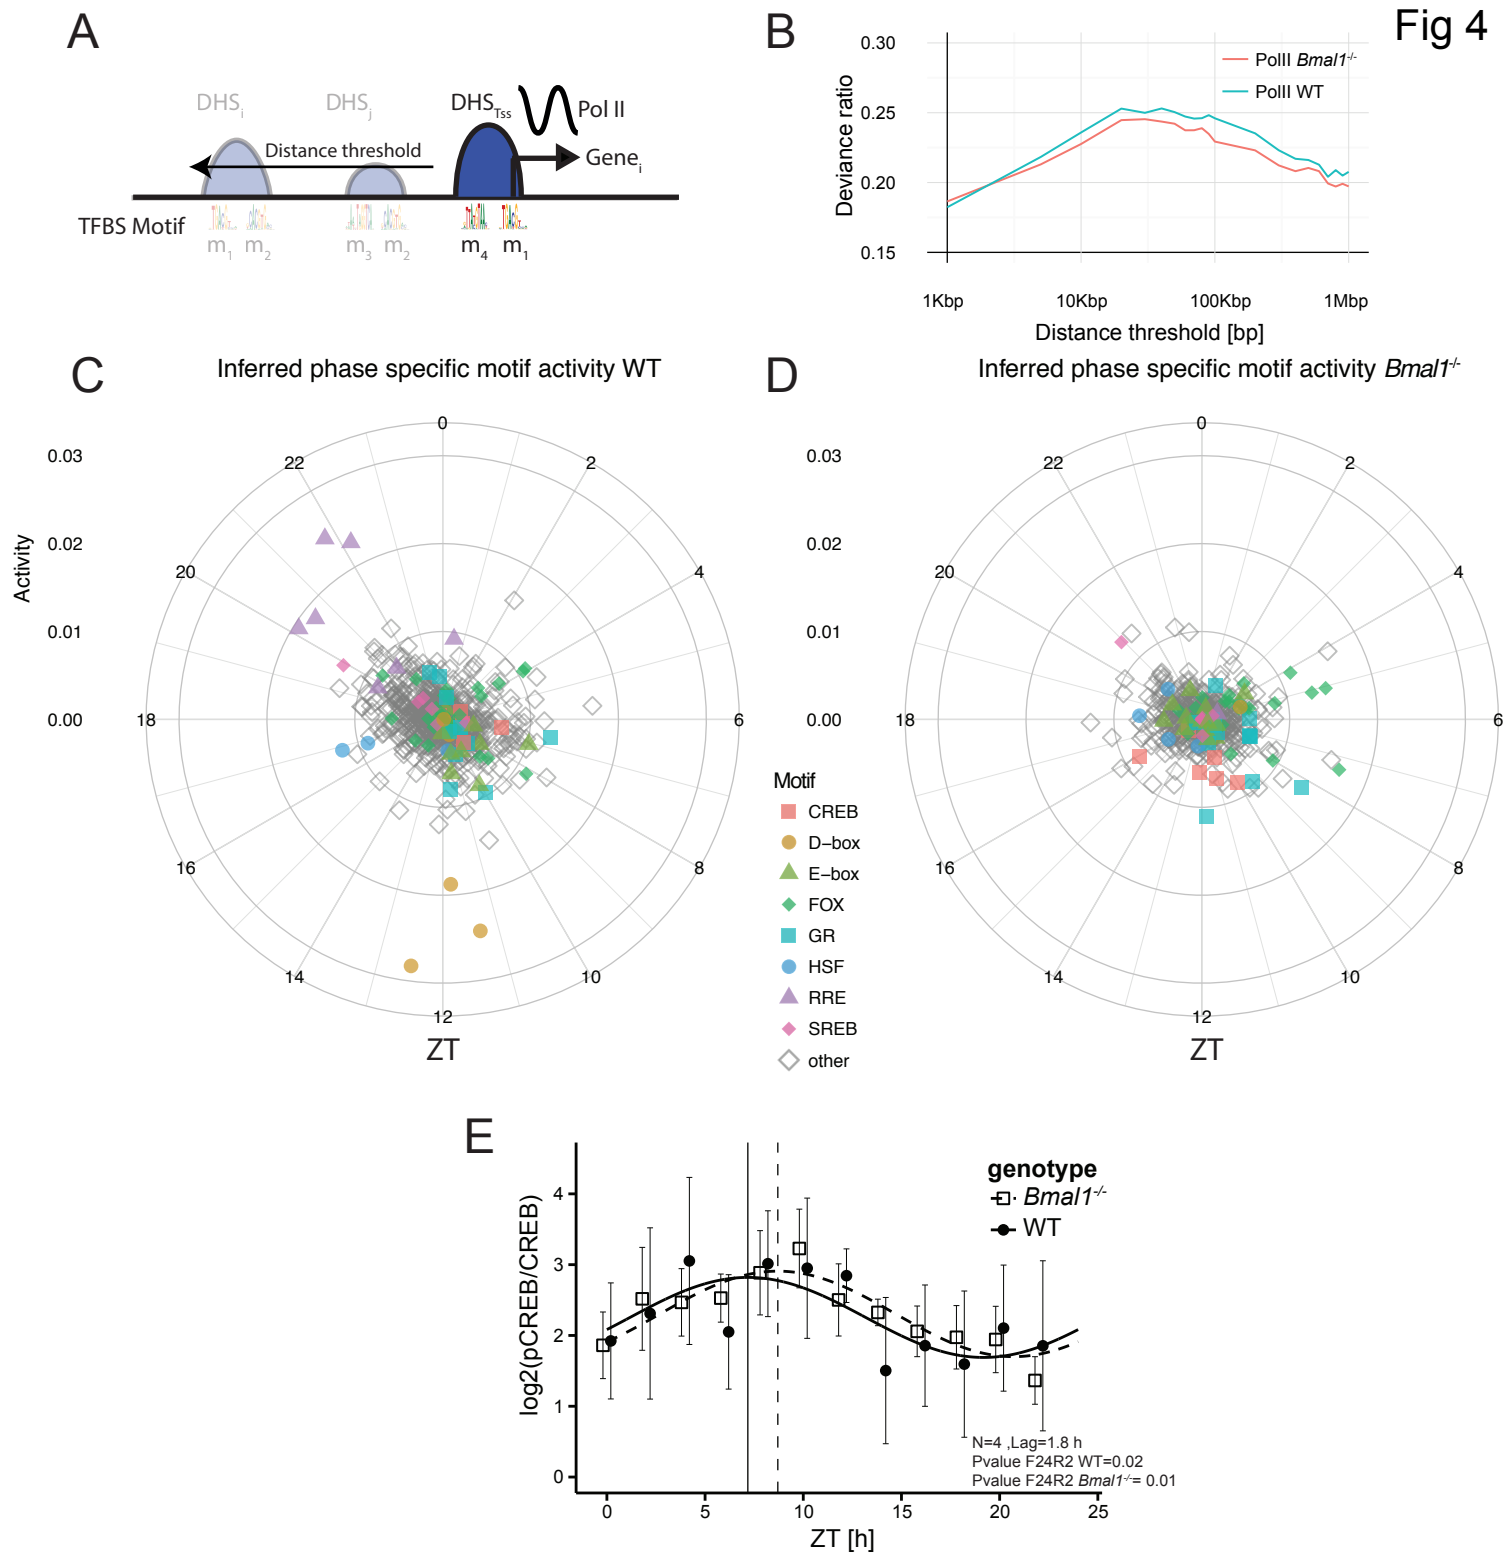 Fig 4
A
DHSi
DHSj
DHSTss
Pol II
Distance threshold
Genei
TFBS Motif
m1 m2 m3 m2 m4 m1
B
Deviance ratio
0.30
0.25
0.20
0.15
PolII Bmal1-/-
PolII WT
1Kbp 10Kbp 100Kbp 1Mbp
Distance threshold [bp]
C
Inferred phase specific motif activity WT
Activity
0.03
0.02
0.01
0.00
0
2
4
6
8
10
12
14
16
18
20
22
ZT
D
Inferred phase specific motif activity Bmal1-/-
0.03
0.02
0.01
0.00
0
2
4
6
8
10
12
14
16
18
20
22
ZT
Motif
CREB
D-box
E-box
FOX
GR
HSF
RRE
SREB
other
E
log2(pCREB/CREB)
4
3
2
1
0
genotype
Bmal1-/-
WT
N=4 ,Lag=1.8 h
Pvalue F24R2 WT=0.02
Pvalue F24R2 Bmal1-/-= 0.01
0 5 10 15 20 25
ZT [h]